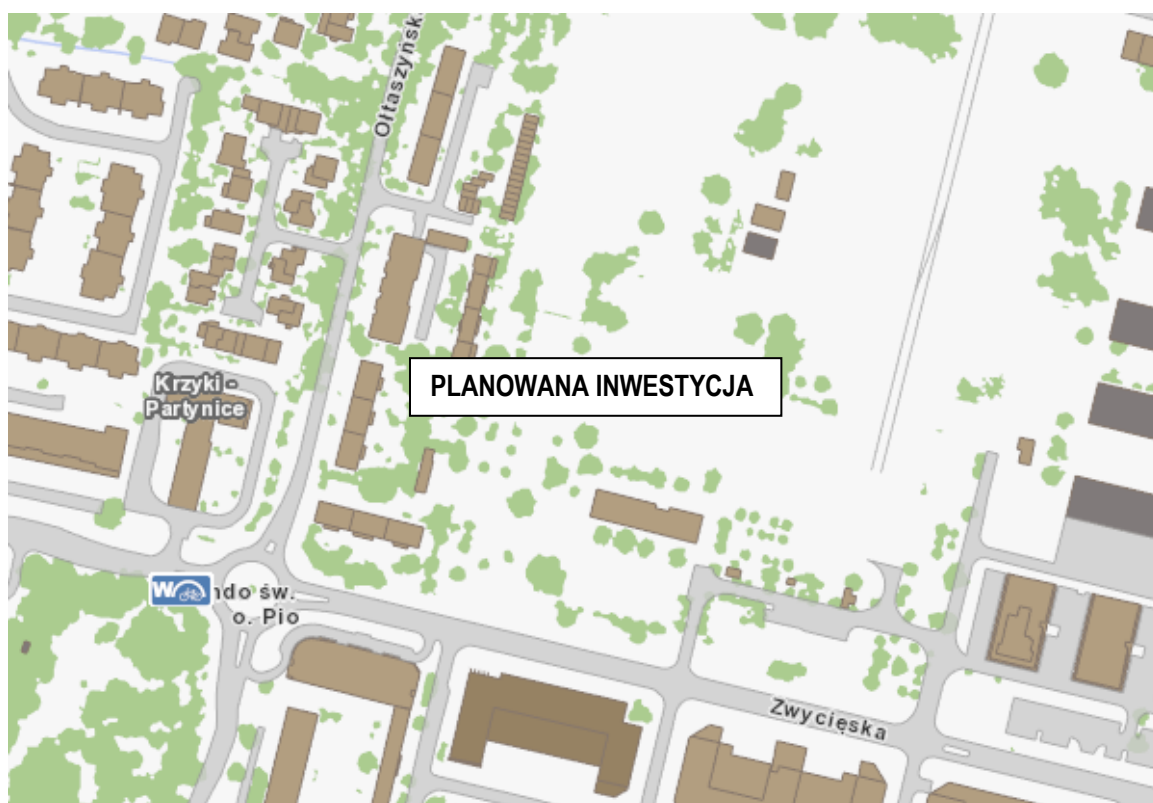 Ołtaszyńska
PLANOWANA INWESTYCJA
Krzyki -
Partynice
W
ndo św.
o. Pio
Zwycięska